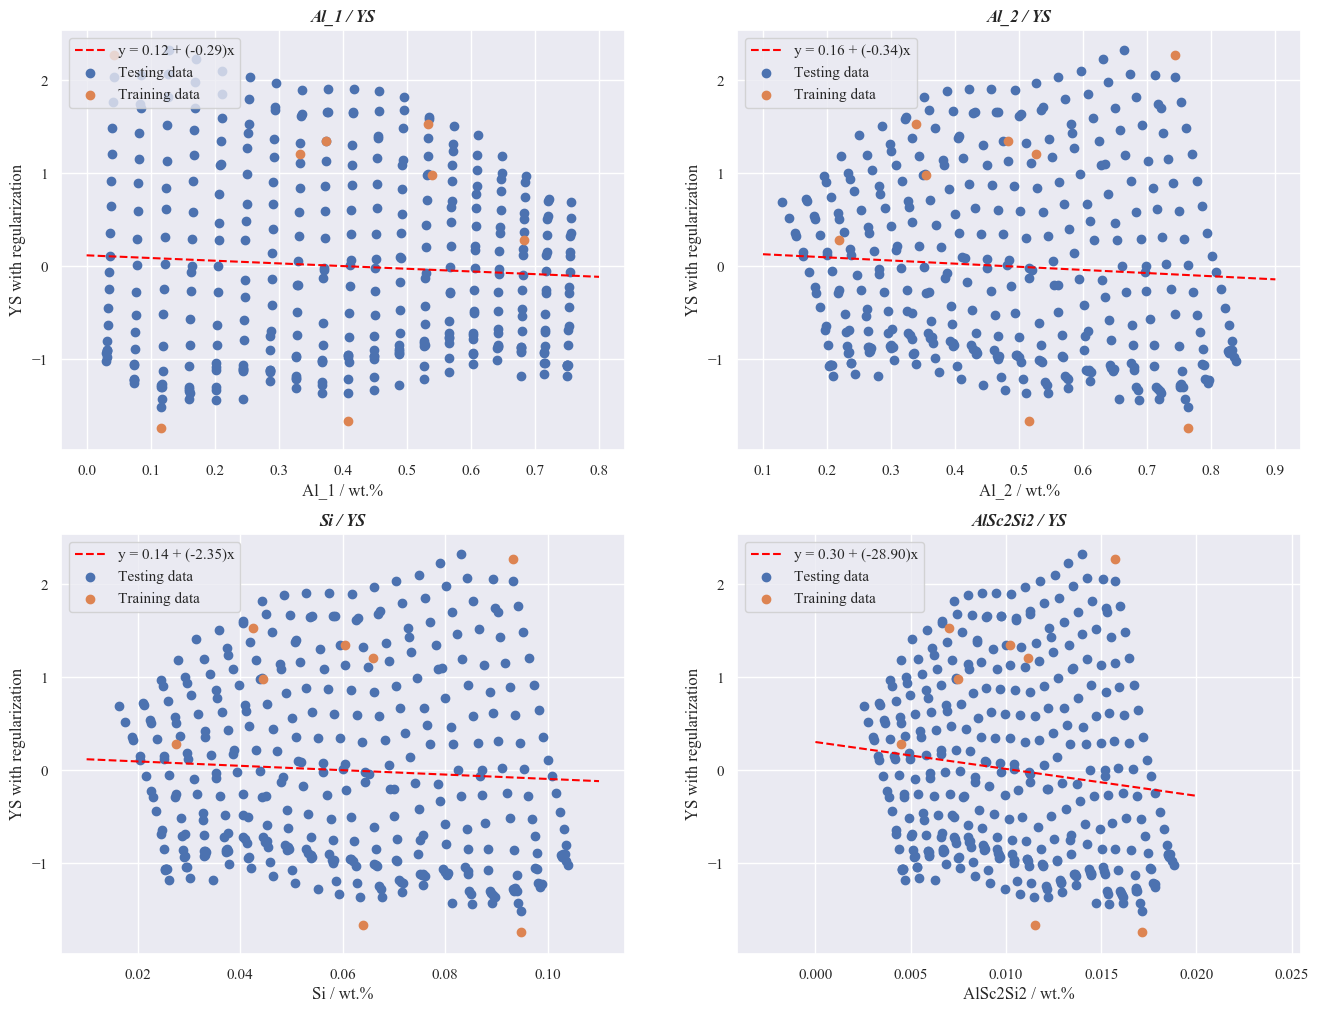 Al_1 / YS
y = 0.12 + (-0.29)x
Testing data
Training data
YS with regularization
2
1
0
−1
0.0 0.1 0.2 0.3 0.4 0.5 0.6 0.7 0.8
Al_1 / wt.%
Al_2 / YS
y = 0.16 + (-0.34)x
Testing data
Training data
YS with regularization
2
1
0
−1
0.1 0.2 0.3 0.4 0.5 0.6 0.7 0.8 0.9
Al_2 / wt.%
Si / YS
y = 0.14 + (-2.35)x
Testing data
Training data
YS with regularization
2
1
0
−1
0.02 0.04 0.06 0.08 0.10
Si / wt.%
AlSc2Si2 / YS
y = 0.30 + (-28.90)x
Testing data
Training data
YS with regularization
2
1
0
−1
0.000 0.005 0.010 0.015 0.020 0.025
AlSc2Si2 / wt.%